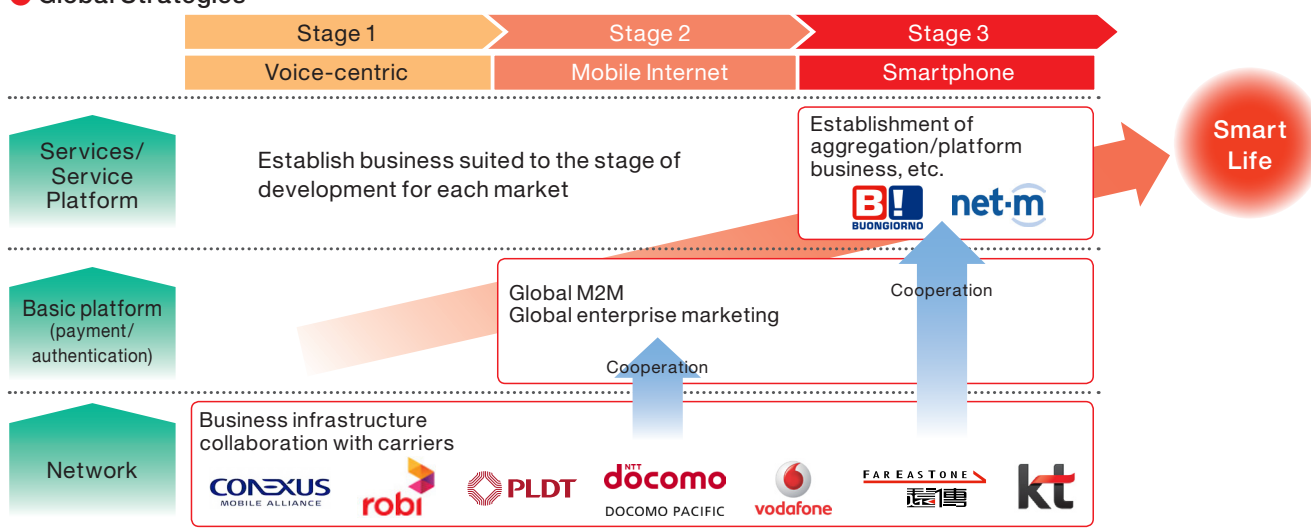 Global Strategies
Stage 1
Stage 2
Stage 3
Voice-centric
Mobile Internet
Smartphone
Services/
Service
Platform
Establish business suited to the stage of
development for each market
Establishment of
aggregation/platform
business, etc.
B!
BUONGIORNO
net-m
Smart
Life
Basic platform
(payment/
authentication)
Global M2M
Global enterprise marketing
Cooperation
Cooperation
Network
Business infrastructure
collaboration with carriers
CONEXUS
MOBILE ALLIANCE
robi
PLDT
NTT
döcomo
DOCOMO PACIFIC
vodafone
FAREASTONE
遠傳
kt